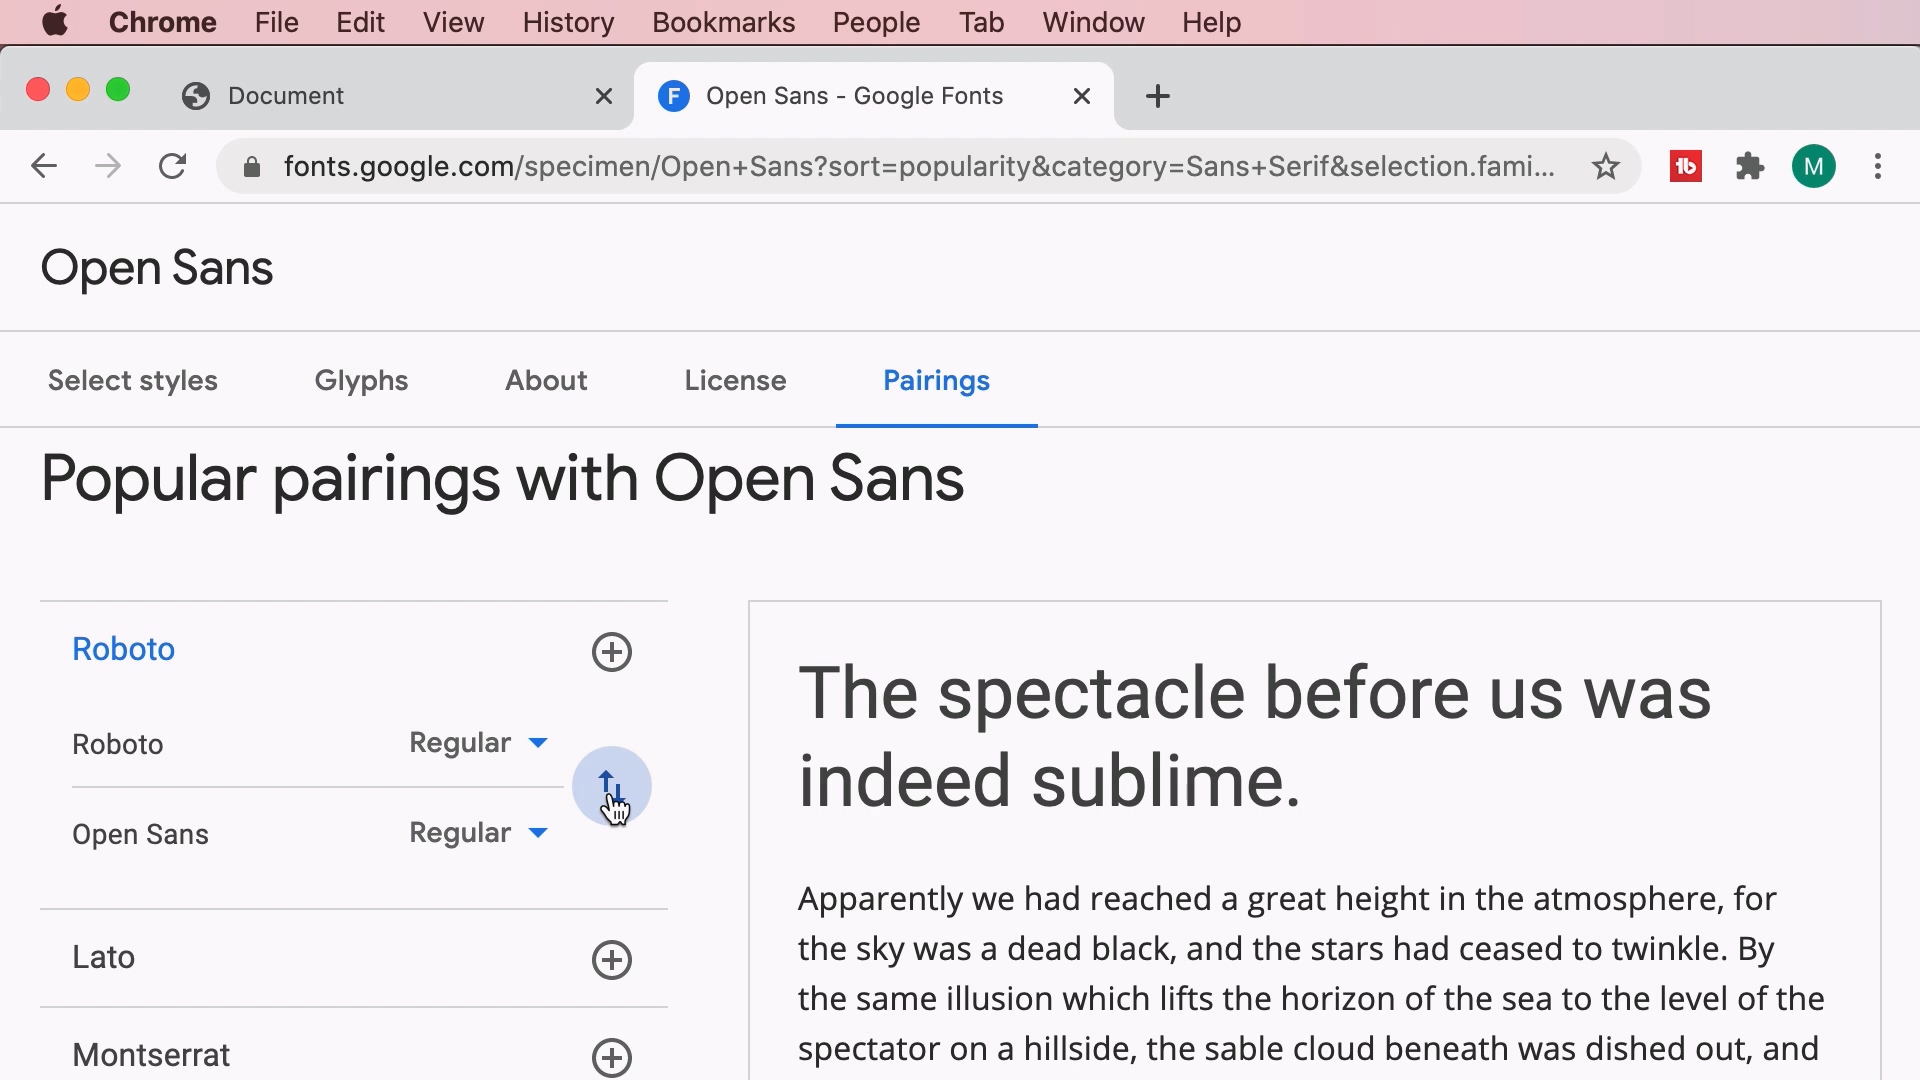 Chrome File Edit View History Bookmarks People Tab Window Help
Document
F Open Sans - Google Fonts
fonts.google.com/specimen/Open+Sans?sort=popularity&category=Sans+Serif&selection.fami...
tb
M
Open Sans
Select styles Glyphs About License Pairings
Popular pairings with Open Sans
Roboto
Roboto Regular
Open Sans Regular
Lato
Montserrat
The spectacle before us was
indeed sublime.
Apparently we had reached a great height in the atmosphere, for
the sky was a dead black, and the stars had ceased to twinkle. By
the same illusion which lifts the horizon of the sea to the level of the
spectator on a hillside, the sable cloud beneath was dished out, and